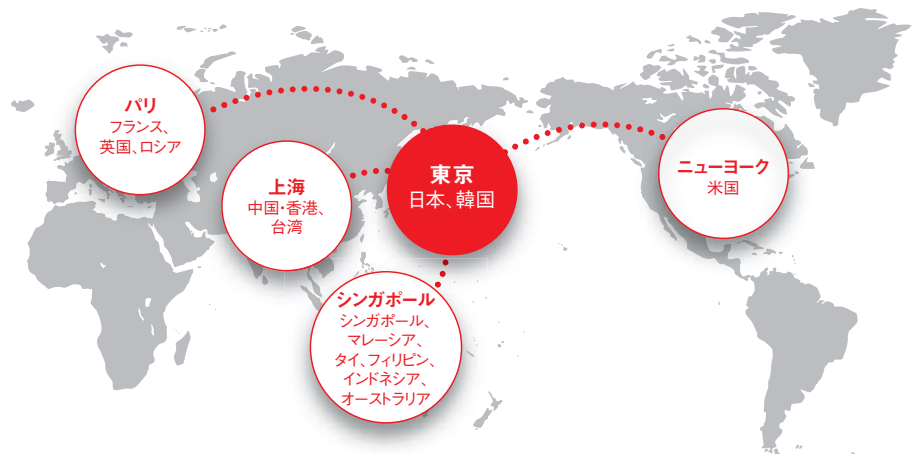 パリ
フランス、
英国、ロシア
上海
中国・香港、
台湾
東京
日本、韓国
ニューヨーク
米国
シンガポール
シンガポール、
マレーシア、
タイ、フィリピン、
インドネシア、
オーストラリア